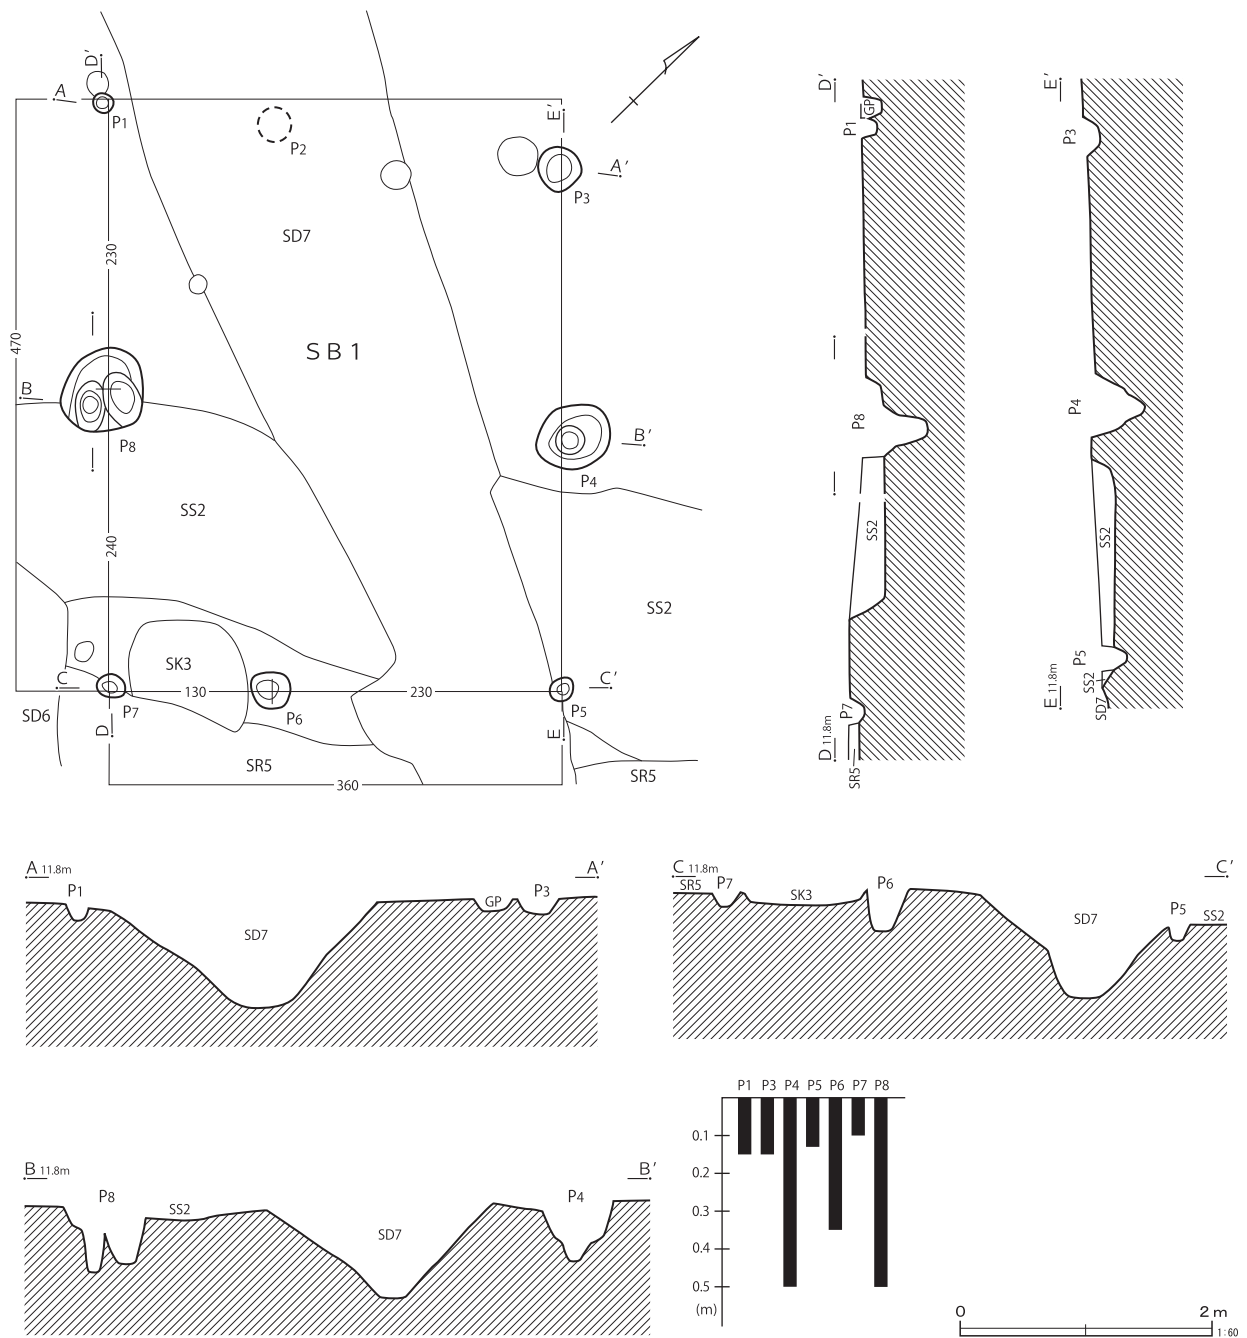 D′
A
P1
P2
E′
A′
P3
SD7
230
SB1
470
B
P8
B′
P4
SS2
240
SS2
SK3
C
130
230
C′
P7
P6
P5
SD6
D
E
SR5
SR5
360
D′
GP
P1
P8
SS2
P7
D 11.8m
SR5
E′
P3
P4
SS2
P5
SS2
E 11.8m
SD7
A 11.8m
A′
P1
GP
P3
SD7
C 11.8m
C′
SR5
P7
SK3
P6
SD7
P5
SS2
B 11.8m
B′
P8
SS2
SD7
P4
P1 P3 P4 P5 P6 P7 P8
0.1
0.2
0.3
0.4
0.5
(m)
0 2 m
1:60